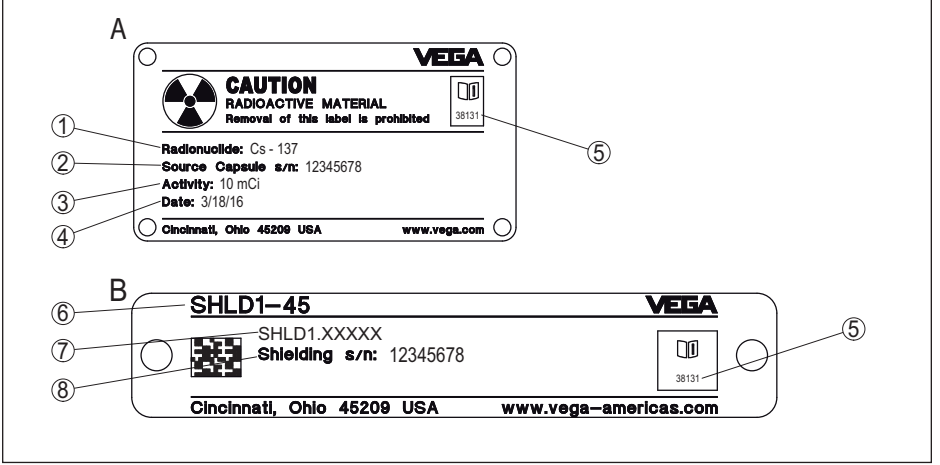 A
VEGA
CAUTION
RADIOACTIVE MATERIAL
Removal of this label is prohibited
38131
1
Radionuclide: Cs - 137
5
2
Source Capsule s/n: 12345678
3
Activity: 10 mCi
4
Date: 3/18/16
Cincinnati, Ohio 45209 USA www.vega.com
B
6
SHLD1-45 VEGA
7
SHLD1.XXXXX
5
8
Shielding s/n: 12345678
38131
Cincinnati, Ohio 45209 USA www.vega-americas.com